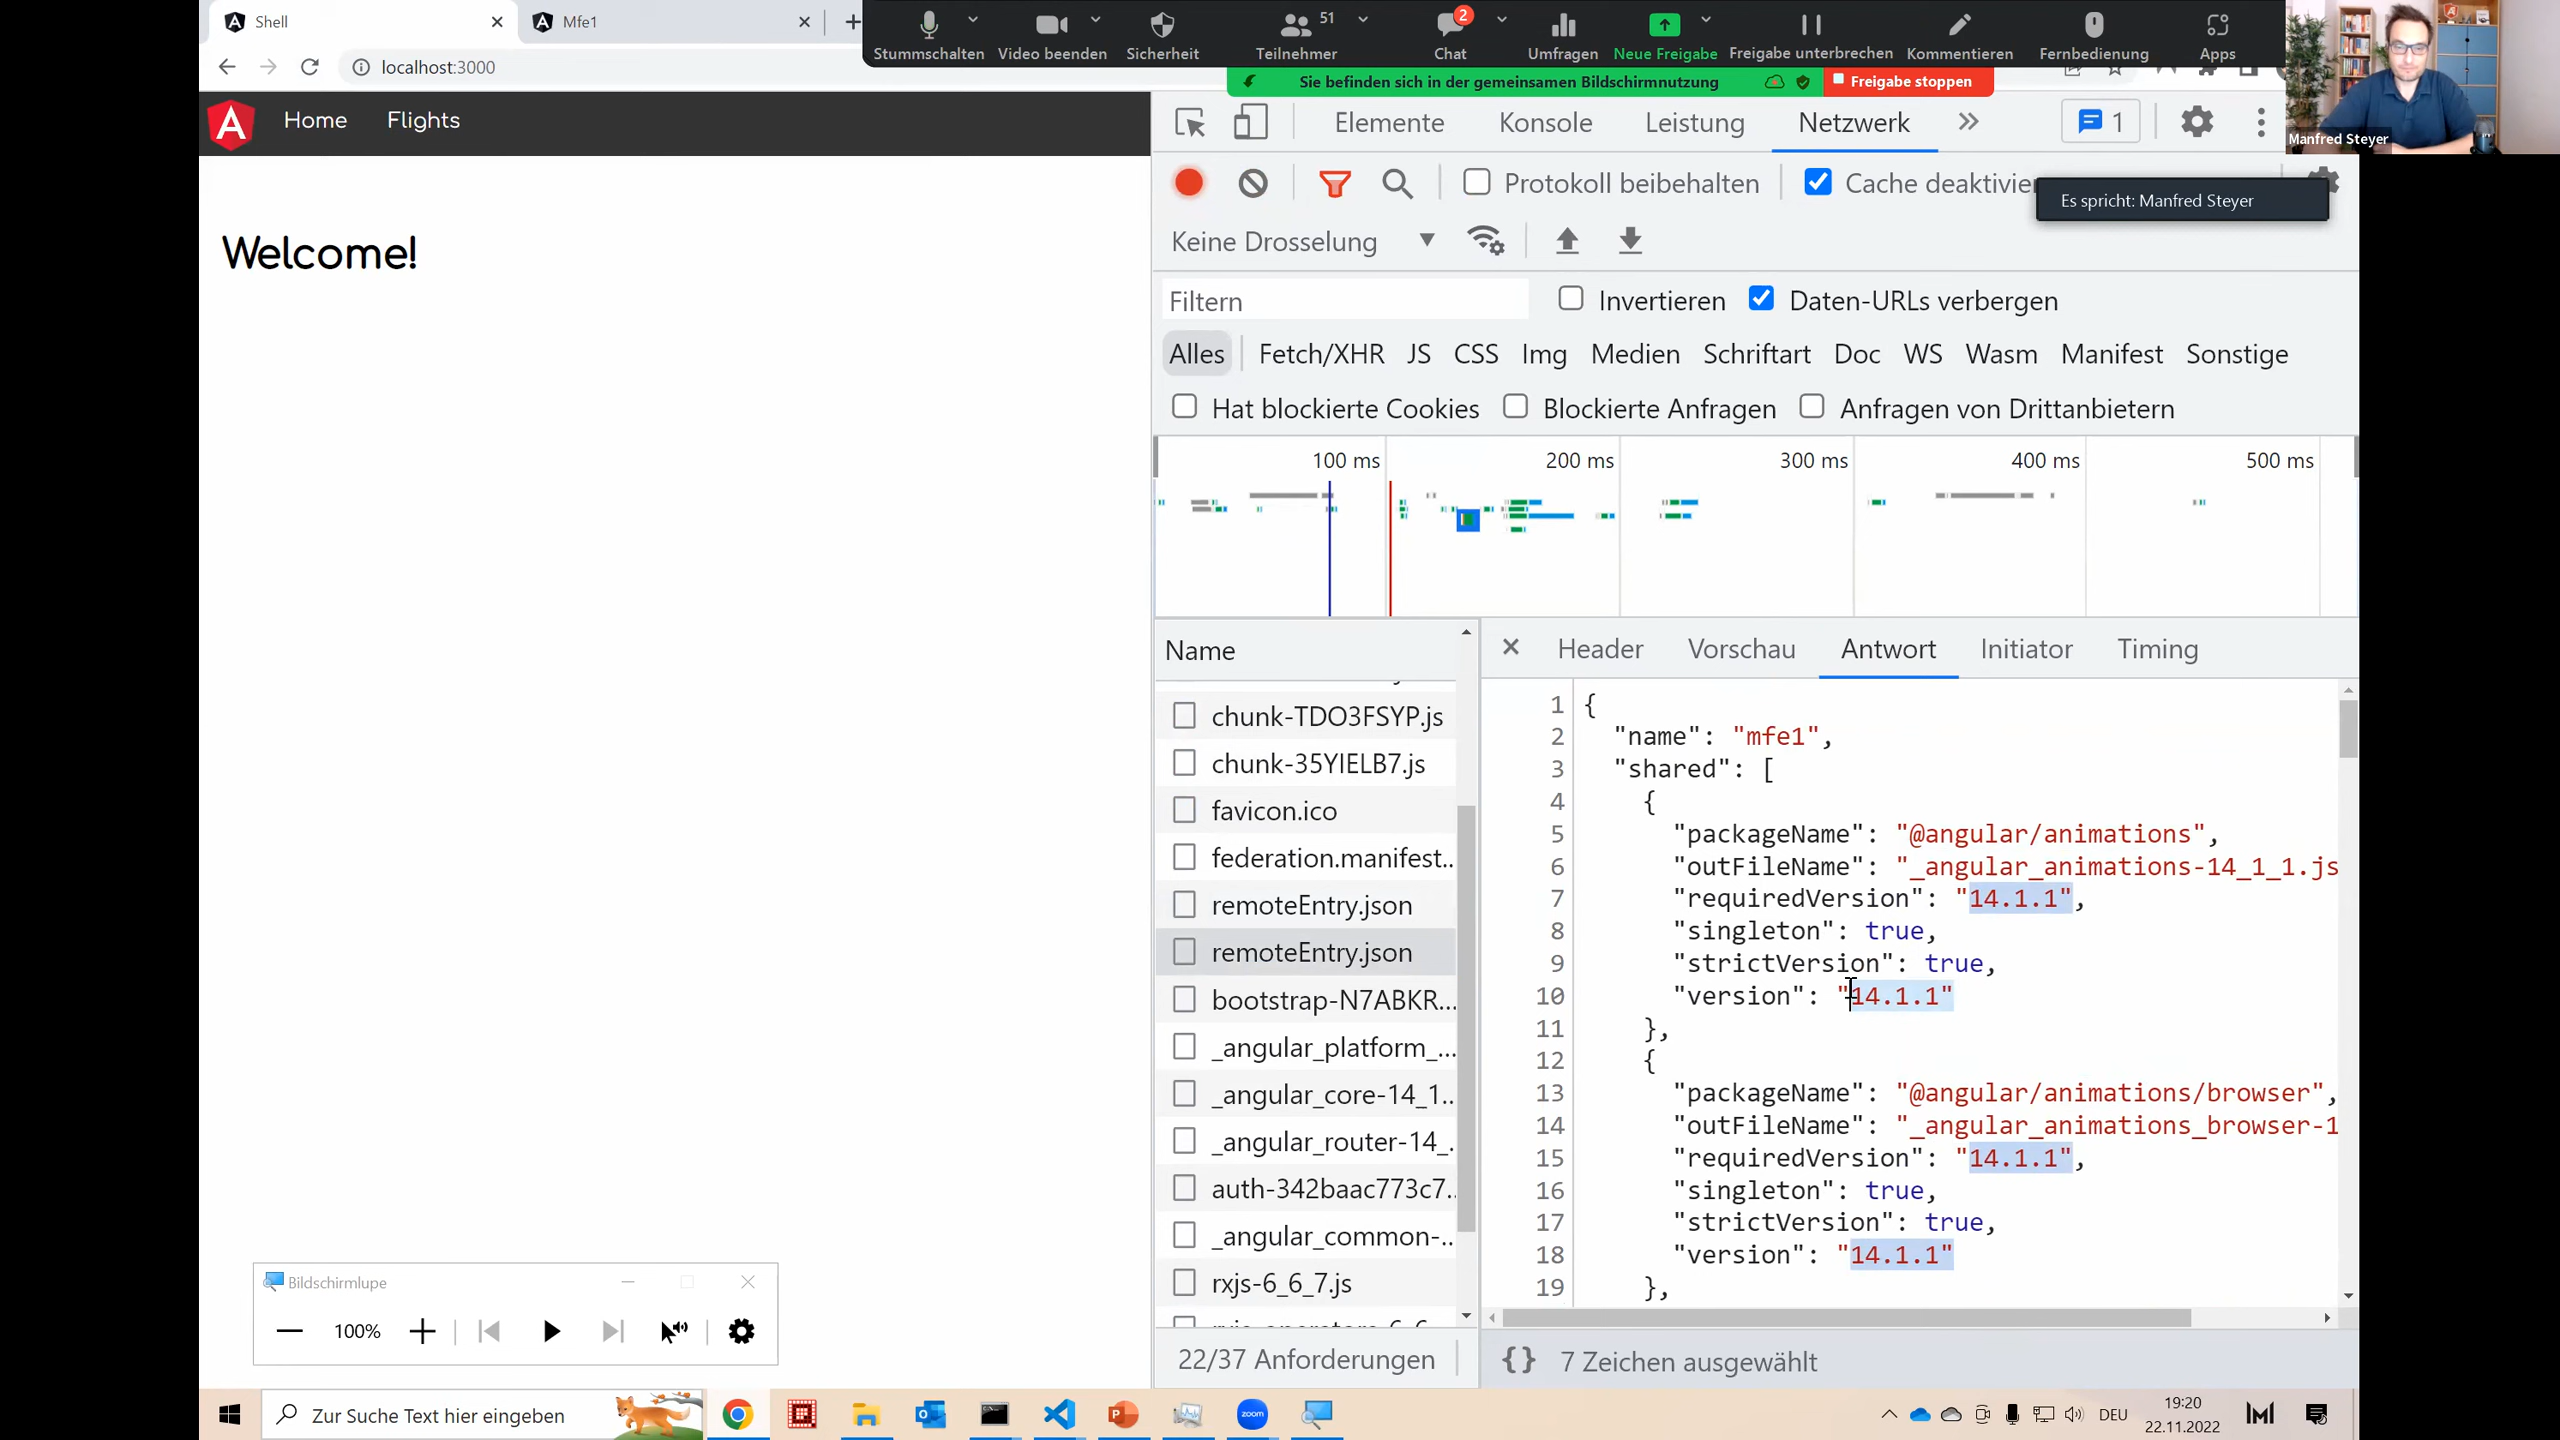 Shell
Mfe1
Stummschalten
Video beenden
Sicherheit
51
Teilnehmer
2
Chat
Umfragen
Neue Freigabe
Freigabe unterbrechen
Kommentieren
Fernbedienung
Apps
localhost:3000
Sie befinden sich in der gemeinsamen Bildschirmnutzung
Freigabe stoppen
Manfred Steyer
Home
Flights
Elemente
Konsole
Leistung
Netzwerk
1
Protokoll beibehalten
Cache deaktivier
Es spricht: Manfred Steyer
Welcome!
Keine Drosselung
Filtern
Invertieren
Daten-URLs verbergen
Alles
Fetch/XHR
JS
CSS
Img
Medien
Schriftart
Doc
WS
Wasm
Manifest
Sonstige
Hat blockierte Cookies
Blockierte Anfragen
Anfragen von Drittanbietern
100 ms
200 ms
300 ms
400 ms
500 ms
Name
chunk-TDO3FSYP.js
chunk-35YIELB7.js
favicon.ico
federation.manifest...
remoteEntry.json
remoteEntry.json
bootstrap-N7ABKR...
_angular_platform_...
_angular_core-14_1...
_angular_router-14_...
auth-342baac773c7...
_angular_common-...
rxjs-6_6_7.js
22/37 Anforderungen
Header
Vorschau
Antwort
Initiator
Timing
1 {
2 "name": "mfe1",
3 "shared": [
4 {
5 "packageName": "@angular/animations",
6 "outFileName": "_angular_animations-14_1_1.js
7 "requiredVersion": "14.1.1",
8 "singleton": true,
9 "strictVersion": true,
10 "version": "14.1.1"
11 },
12 {
13 "packageName": "@angular/animations/browser",
14 "outFileName": "_angular_animations_browser-1
15 "requiredVersion": "14.1.1",
16 "singleton": true,
17 "strictVersion": true,
18 "version": "14.1.1"
19 },
{} 7 Zeichen ausgewählt
Bildschirmlupe
100%
Zur Suche Text hier eingeben
zoom
DEU
19:20
22.11.2022